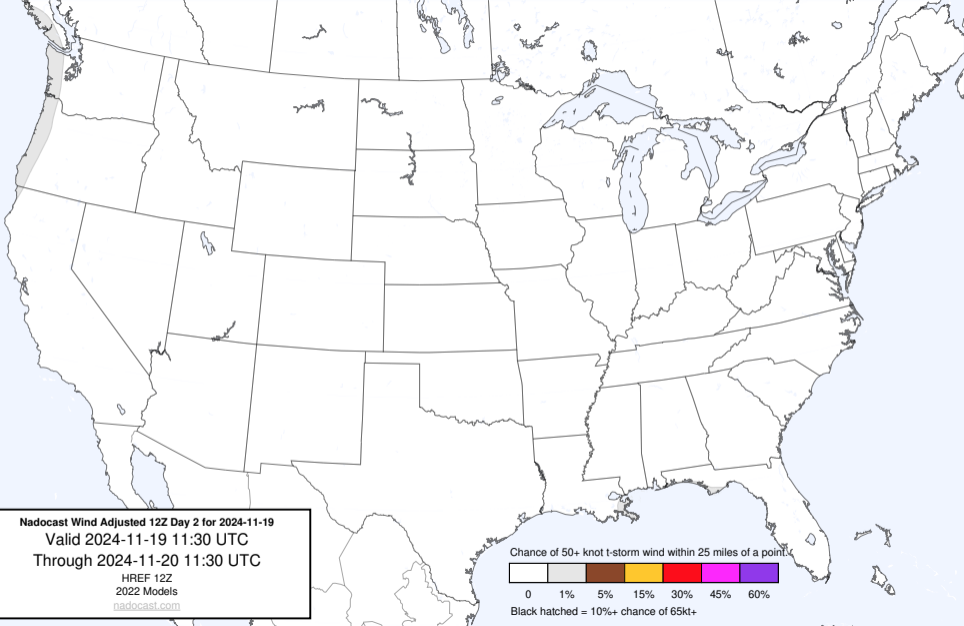 Nadocast Wind Adjusted 12Z Day 2 for 2024-11-19
Valid 2024-11-19 11:30 UTC
Through 2024-11-20 11:30 UTC
HREF 12Z
2022 Models
nadocast.com
Chance of 50+ knot t-storm wind within 25 miles of a point.
0 1% 5% 15% 30% 45% 60%
Black hatched = 10%+ chance of 65kt+